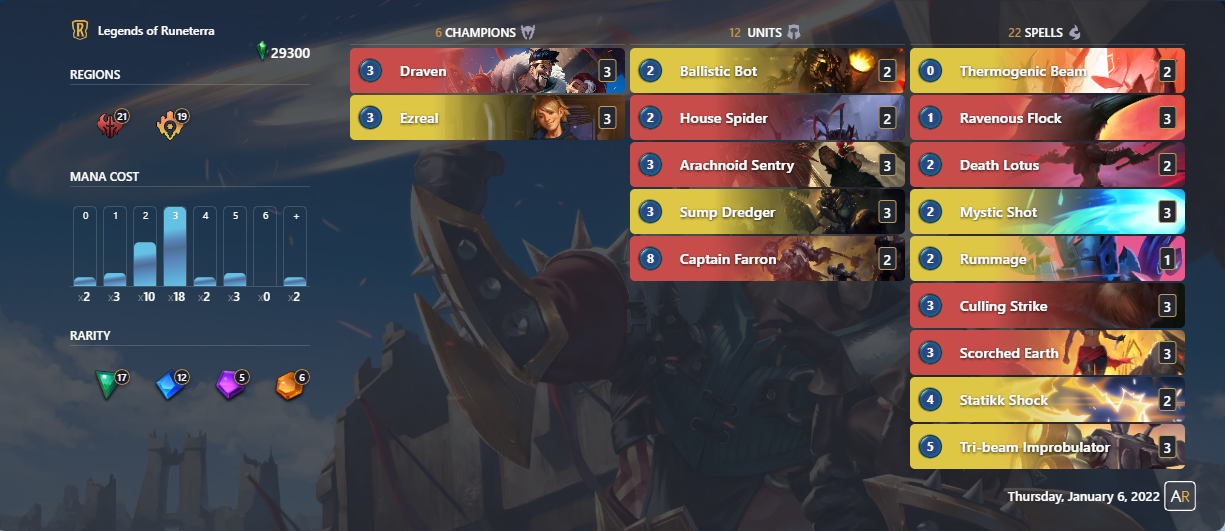 Legends of Runeterra
29300
REGIONS
21 19
MANA COST
0 1 2 3 4 5 6 +
x2 x3 x10 x18 x2 x3 x0 x2
RARITY
17 12 5 6
6 CHAMPIONS
3 Draven 3
3 Ezreal 3
12 UNITS
2 Ballistic Bot 2
2 House Spider 2
3 Arachnoid Sentry 3
3 Sump Dredger 3
8 Captain Farron 2
22 SPELLS
0 Thermogenic Beam 2
1 Ravenous Flock 3
2 Death Lotus 2
2 Mystic Shot 3
2 Rummage 1
3 Culling Strike 3
3 Scorched Earth 3
4 Statikk Shock 2
5 Tri-beam Improbulator 3
Thursday, January 6, 2022 AR